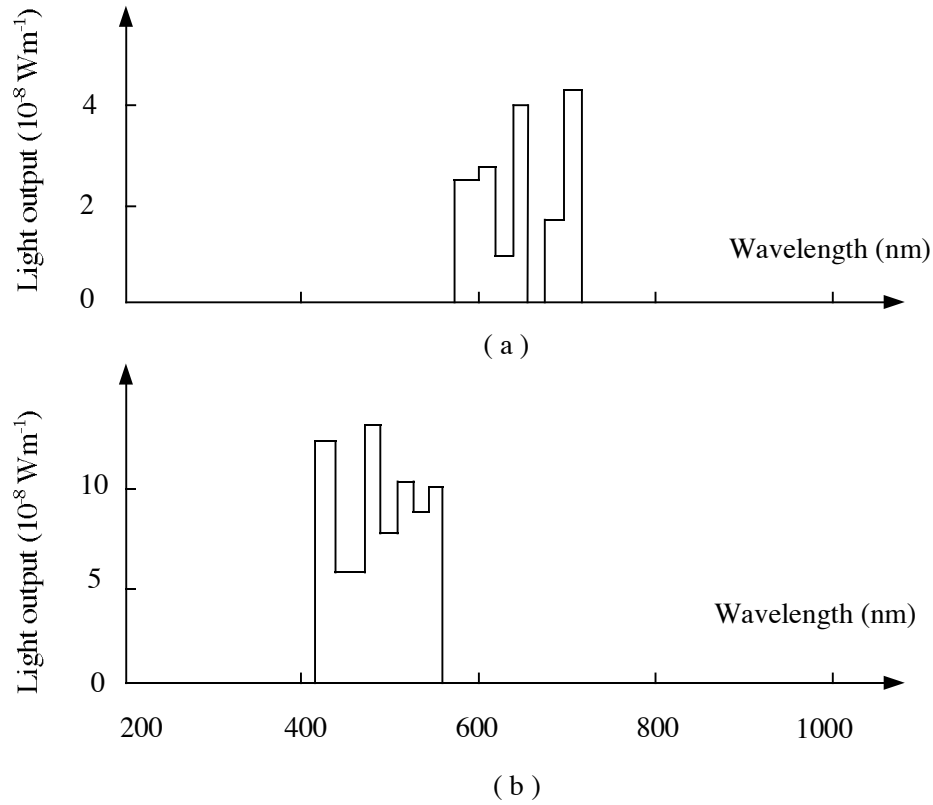 Light output (10⁻⁸ Wm⁻¹)
4
2
0
Wavelength (nm)
( a )
Light output (10⁻⁸ Wm⁻¹)
10
5
0
Wavelength (nm)
200 400 600 800 1000
( b )